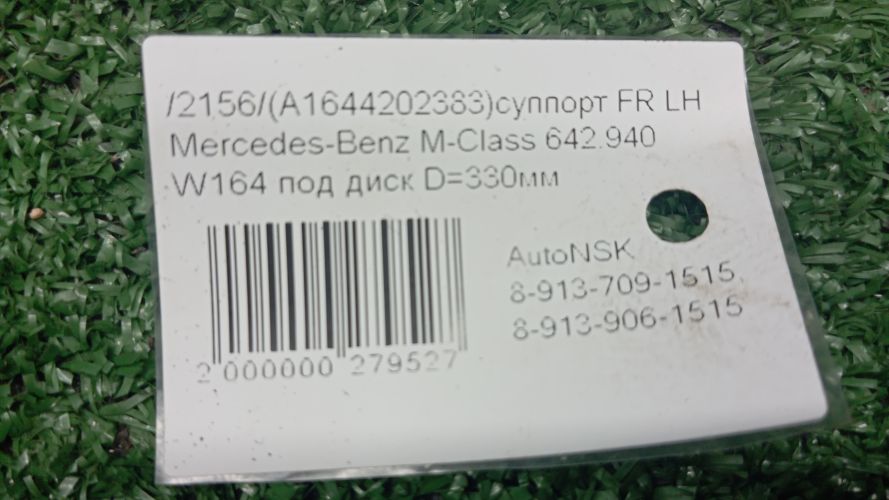 /2156/(A1644202383)суппорт FR LH
Mercedes-Benz M-Class 642.940
W164 под диск D=330мм
AutoNSK
8-913-709-1515
8-913-906-1515
2 000000 279527